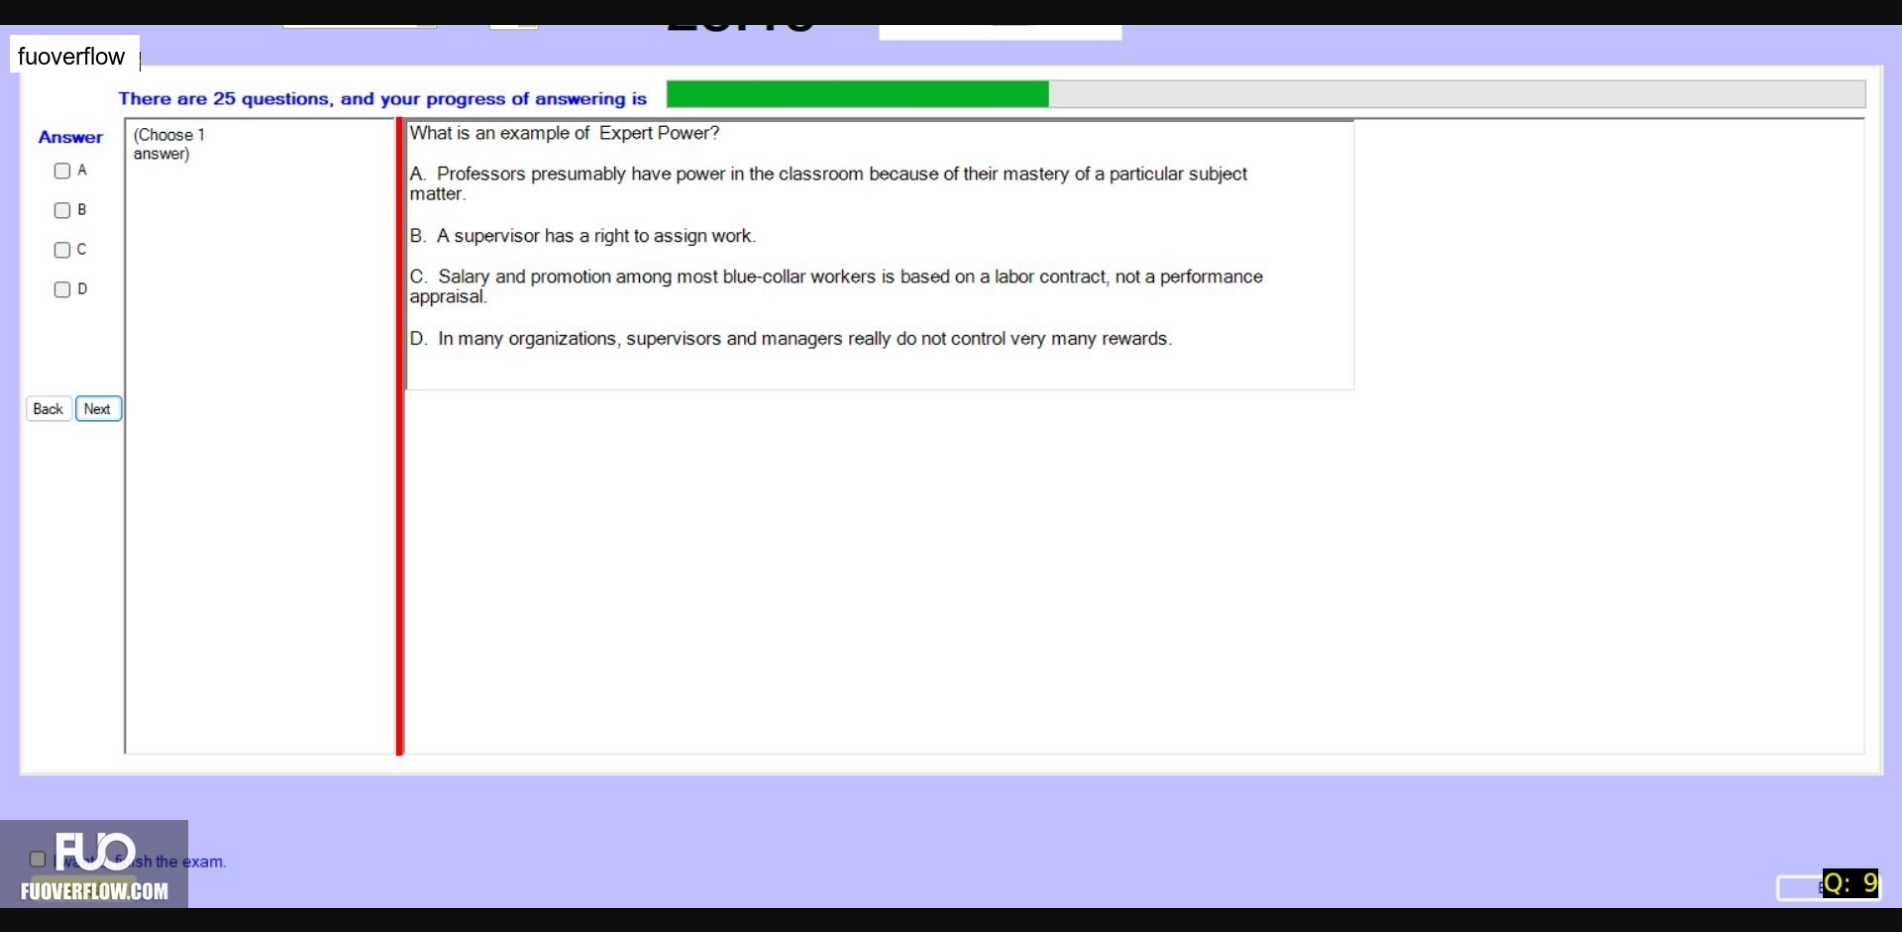 fuoverflow
There are 25 questions, and your progress of answering is
Answer
(Choose 1
answer)
A
B
C
D
Back
Next
What is an example of Expert Power?
A. Professors presumably have power in the classroom because of their mastery of a particular subject
matter.
B. A supervisor has a right to assign work.
C. Salary and promotion among most blue-collar workers is based on a labor contract, not a performance
appraisal.
D. In many organizations, supervisors and managers really do not control very many rewards.
FUO
the exam.
FUOVERFLOW.COM
Q: 9